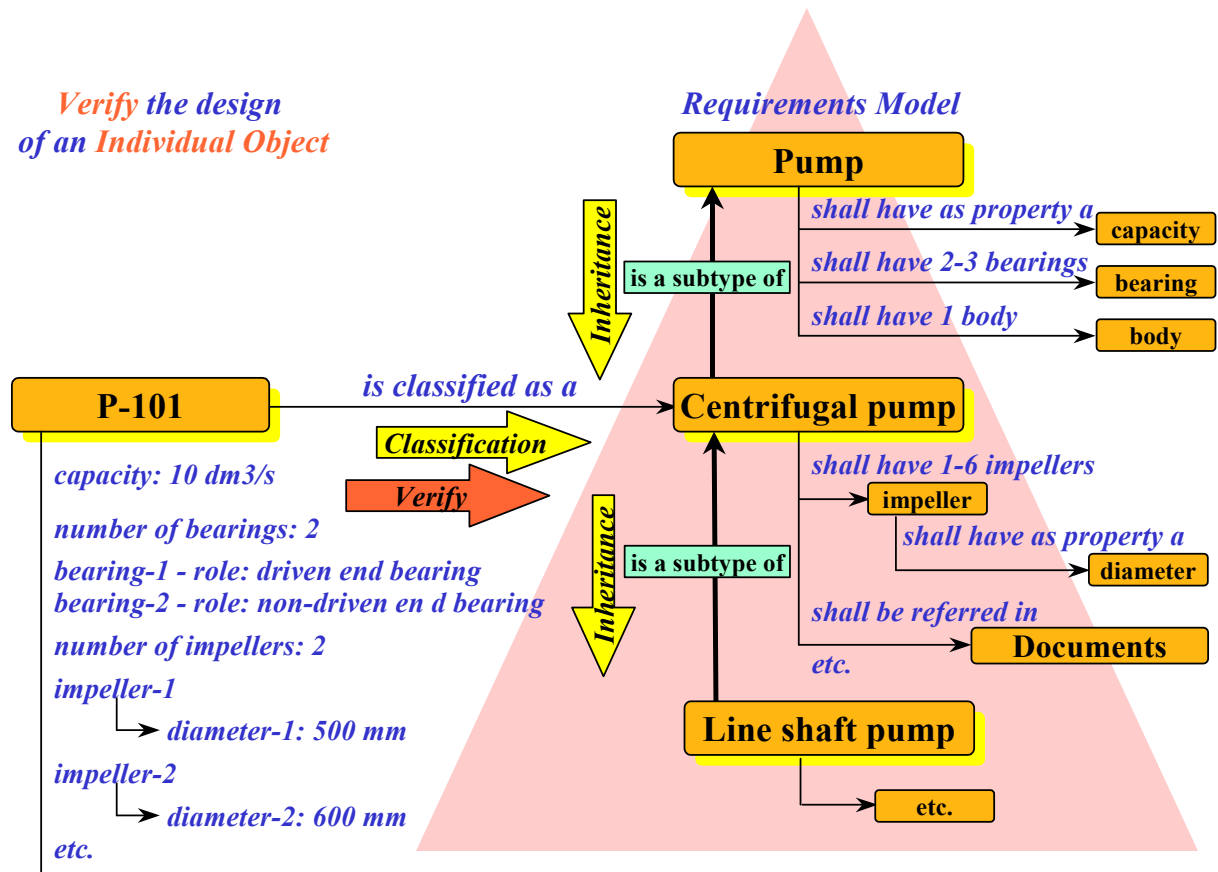 Verify the design
of an Individual Object
Requirements Model
Pump
shall have as property a
capacity
Inheritance
is a subtype of
shall have 2-3 bearings
bearing
shall have 1 body
body
P-101
is classified as a
Centrifugal pump
Classification
Verify
capacity: 10 dm3/s
number of bearings: 2
bearing-1 - role: driven end bearing
bearing-2 - role: non-driven en d bearing
number of impellers: 2
impeller-1
diameter-1: 500 mm
impeller-2
diameter-2: 600 mm
etc.
shall have 1-6 impellers
impeller
shall have as property a
diameter
Inheritance
is a subtype of
shall be referred in
Documents
etc.
Line shaft pump
etc.